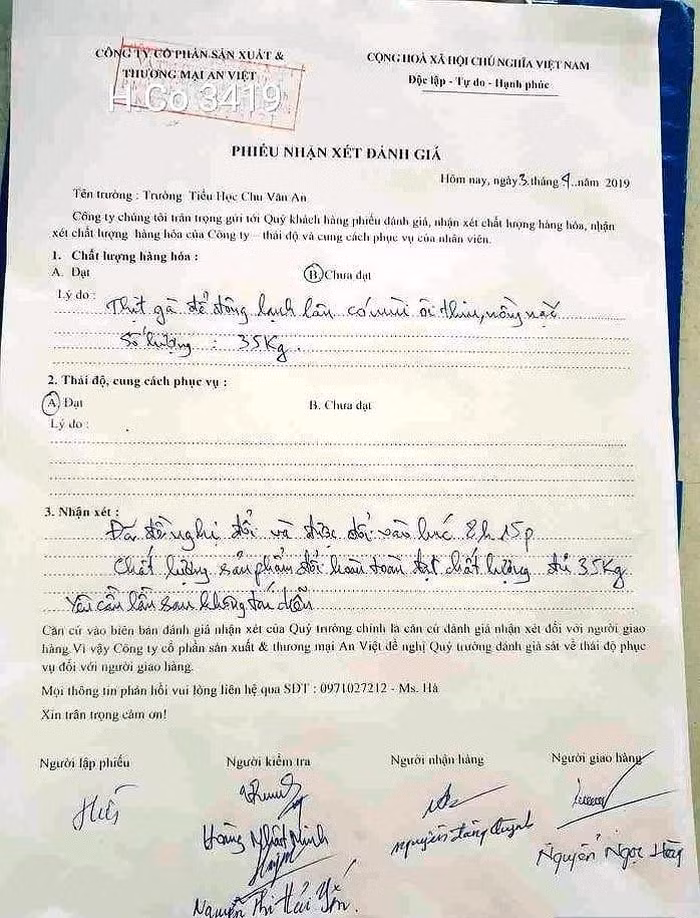 CÔNG TY CỔ PHẦN SẢN XUẤT &
THƯƠNG MẠI AN VIỆT
H.Go 3419
CỘNG HOÀ XÃ HỘI CHỦ NGHĨA VIỆT NAM
Độc lập - Tự do - Hạnh phúc
PHIẾU NHẬN XÉT ĐÁNH GIÁ
Hôm nay, ngày 3. tháng 9..năm 2019
Tên trường : Trường Tiểu Học Chu Văn An
Công ty chúng tôi trân trọng gửi tới Quý khách hàng phiếu đánh giá, nhận xét chất lượng hàng hóa, nhận
xét chất lượng hàng hóa của Công ty – thái độ và cung cách phục vụ của nhân viên.
1. Chất lượng hàng hóa :
A. Đạt
B. Chưa đạt
Lý do : Thịt gà để đông lạnh lâu có mùi ôi thiu, nồng nặc
Số lượng : 35Kg.
2. Thái độ, cung cách phục vụ :
A. Đạt
B. Chưa đạt
Lý do :
3. Nhận xét :
Đã đề nghị đổi và được đổi vào lúc 8h15p
Chất lượng sản phẩm đổi hoàn toàn đạt chất lượng đủ 35Kg
Yêu cầu lần sau không tái diễn
Căn cứ vào biên bản đánh giá nhận xét của Quý trường chính là căn cứ đánh giá nhận xét đối với người giao
hàng.Vì vậy Công ty cổ phần sản xuất & thương mại An Việt đề nghị Quý trường đánh giá sát về thái độ phục
vụ đối với người giao hàng.
Mọi thông tin phản hồi vui lòng liên hệ qua SDT : 0971027212 - Ms. Hà
Xin trân trọng cảm ơn!
Người lập phiếu
Người kiểm tra
Người nhận hàng
Người giao hàng
Hoàng Nhật Minh
Nguyễn Thị Hải Yến.
Nguyễn Đăng Quỳnh
Nguyễn Ngọc